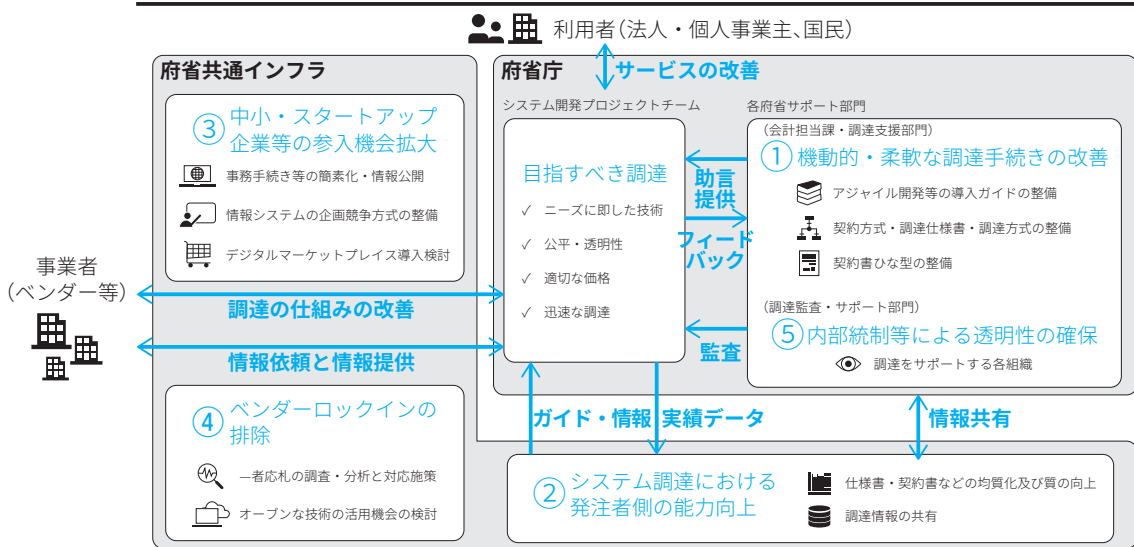 利用者(法人・個人事業主、国民)
府省共通インフラ
府省庁
サービスの改善
システム開発プロジェクトチーム
各府省サポート部門
③中小・スタートアップ
企業等の参入機会拡大
事務手続き等の簡素化・情報公開
情報システムの企画競争方式の整備
デジタルマーケットプレイス導入検討
目指すべき調達
✓ ニーズに即した技術
✓ 公平・透明性
✓ 適切な価格
✓ 迅速な調達
助言
提供
フィード
バック
(会計担当課・調達支援部門)
①機動的・柔軟な調達手続きの改善
アジャイル開発等の導入ガイドの整備
契約方式・調達仕様書・調達方式の整備
契約書ひな型の整備
事業者
(ベンダー等)
調達の仕組みの改善
情報依頼と情報提供
監査
(調達監査・サポート部門)
⑤内部統制等による透明性の確保
調達をサポートする各組織
④ベンダーロックインの
排除
―者応札の調査・分析と対応施策
オープンな技術の活用機会の検討
ガイド・情報
実績データ
情報共有
②システム調達における
発注者側の能力向上
仕様書・契約書などの均質化及び質の向上
調達情報の共有